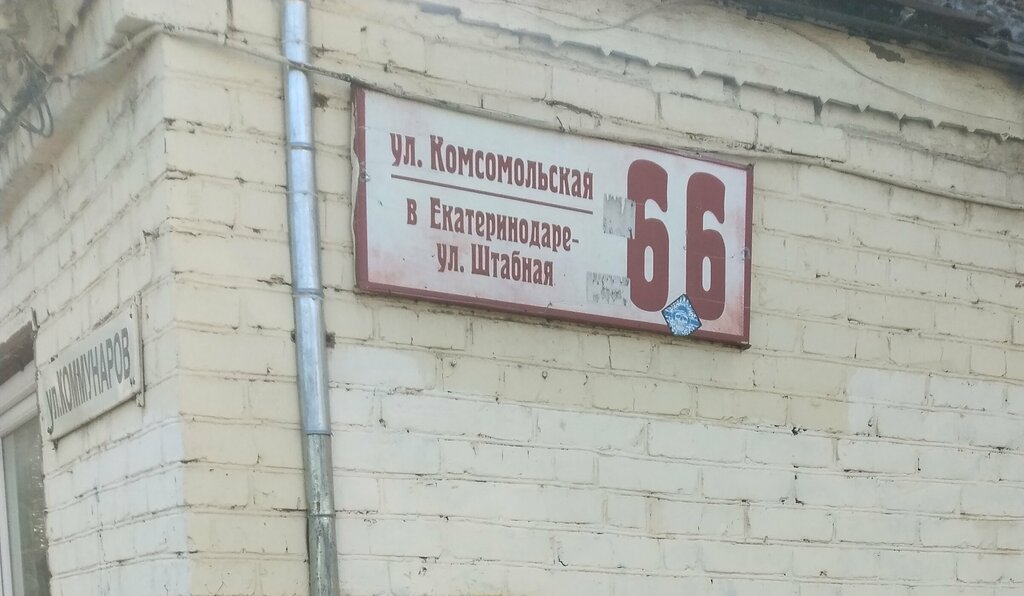 ул. Комсомольская
в Екатеринодаре-
ул. Штабная
66
ул.КОММУНАРОВ